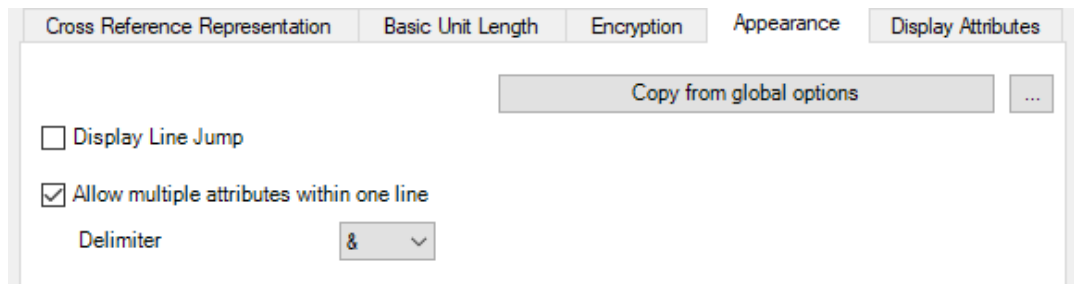 Cross Reference Representation Basic Unit Length Encryption Appearance Display Attributes
Copy from global options ...
Display Line Jump
Allow multiple attributes within one line
Delimiter &